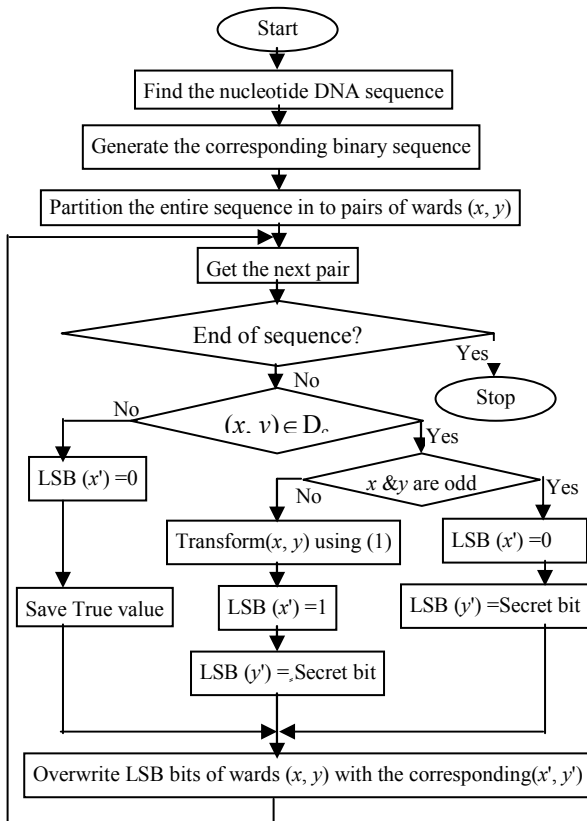 Start
Find the nucleotide DNA sequence
Generate the corresponding binary sequence
Partition the entire sequence in to pairs of wards (x, y)
Get the next pair
End of sequence?
Yes
No
Stop
No
(x, y) ∈ D
Yes
LSB (x') =0
x &y are odd
No
Yes
Transform(x, y) using (1)
LSB (x') =0
Save True value
LSB (x') =1
LSB (y') =Secret bit
LSB (y') = Secret bit
Overwrite LSB bits of wards (x, y) with the corresponding(x', y')